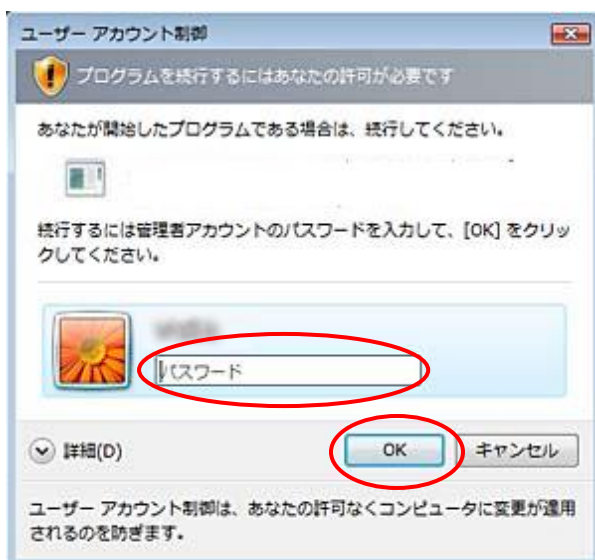 ユーザー アカウント制御
プログラムを続行するにはあなたの許可が必要です
あなたが開始したプログラムである場合は、続行してください。
続行するには管理者アカウントのパスワードを入力して、[OK] をクリッ
クしてください。
パスワード
詳細(D)
OK
キャンセル
ユーザー アカウント制御は、あなたの許可なくコンピュータに変更が適用
されるのを防ぎます。